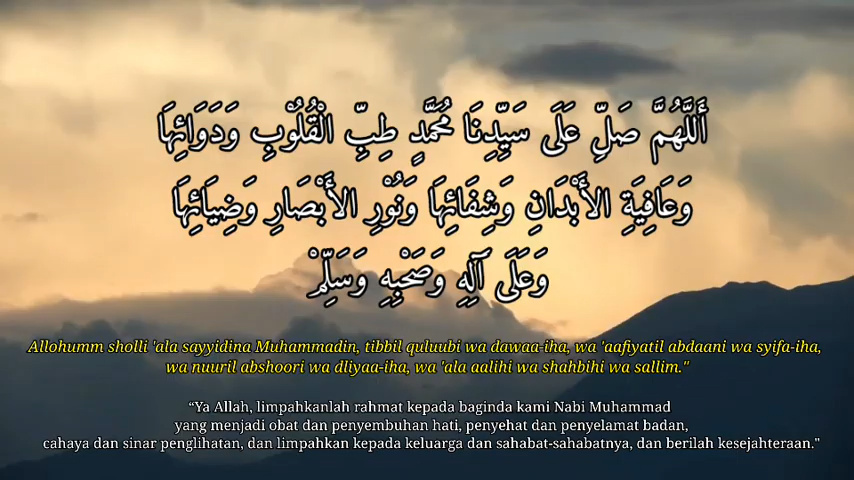 أَللَّهُمَّ صَلِّ عَلَى سَيِّدِنَا مُحَمَّدٍ طِبِّ الْقُلُوْبِ وَدَوَائِهَا
وَعَافِيَةِ الأَبْدَانِ وَشِفَائِهَا وَنُوْرِ الأَبْصَارِ وَضِيَائِهَا
وَعَلَى آلِهِ وَصَحْبِهِ وَسَلِّمْ
Allohumm sholli 'ala sayyidina Muhammadin, tibbil quluubi wa dawaa-iha, wa 'aafiyatil abdaani wa syifa-iha,
wa nuuril abshoori wa dliyaa-iha, wa 'ala aalihi wa shahbihi wa sallim."
“Ya Allah, limpahkanlah rahmat kepada baginda kami Nabi Muhammad
yang menjadi obat dan penyembuhan hati, penyehat dan penyelamat badan,
cahaya dan sinar penglihatan, dan limpahkan kepada keluarga dan sahabat-sahabatnya, dan berilah kesejahteraan."